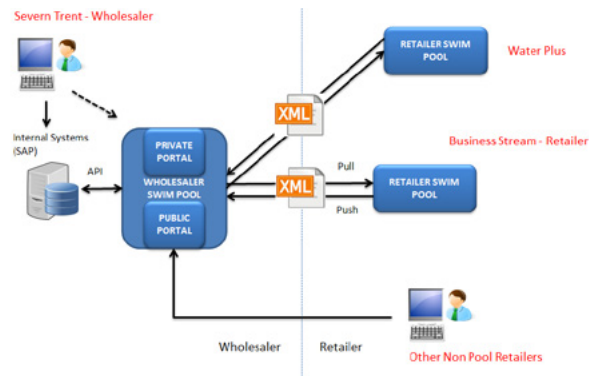 Severn Trent - Wholesaler
RETAILER SWIM
POOL
Water Plus
XML
Internal Systems
(SAP)
PRIVATE
PORTAL
Business Stream - Retailer
API
WHOLESALER
SWIM POOL
XML
Pull
RETAILER SWIM
POOL
PUBLIC
PORTAL
Push
Wholesaler
Retailer
Other Non Pool Retailers